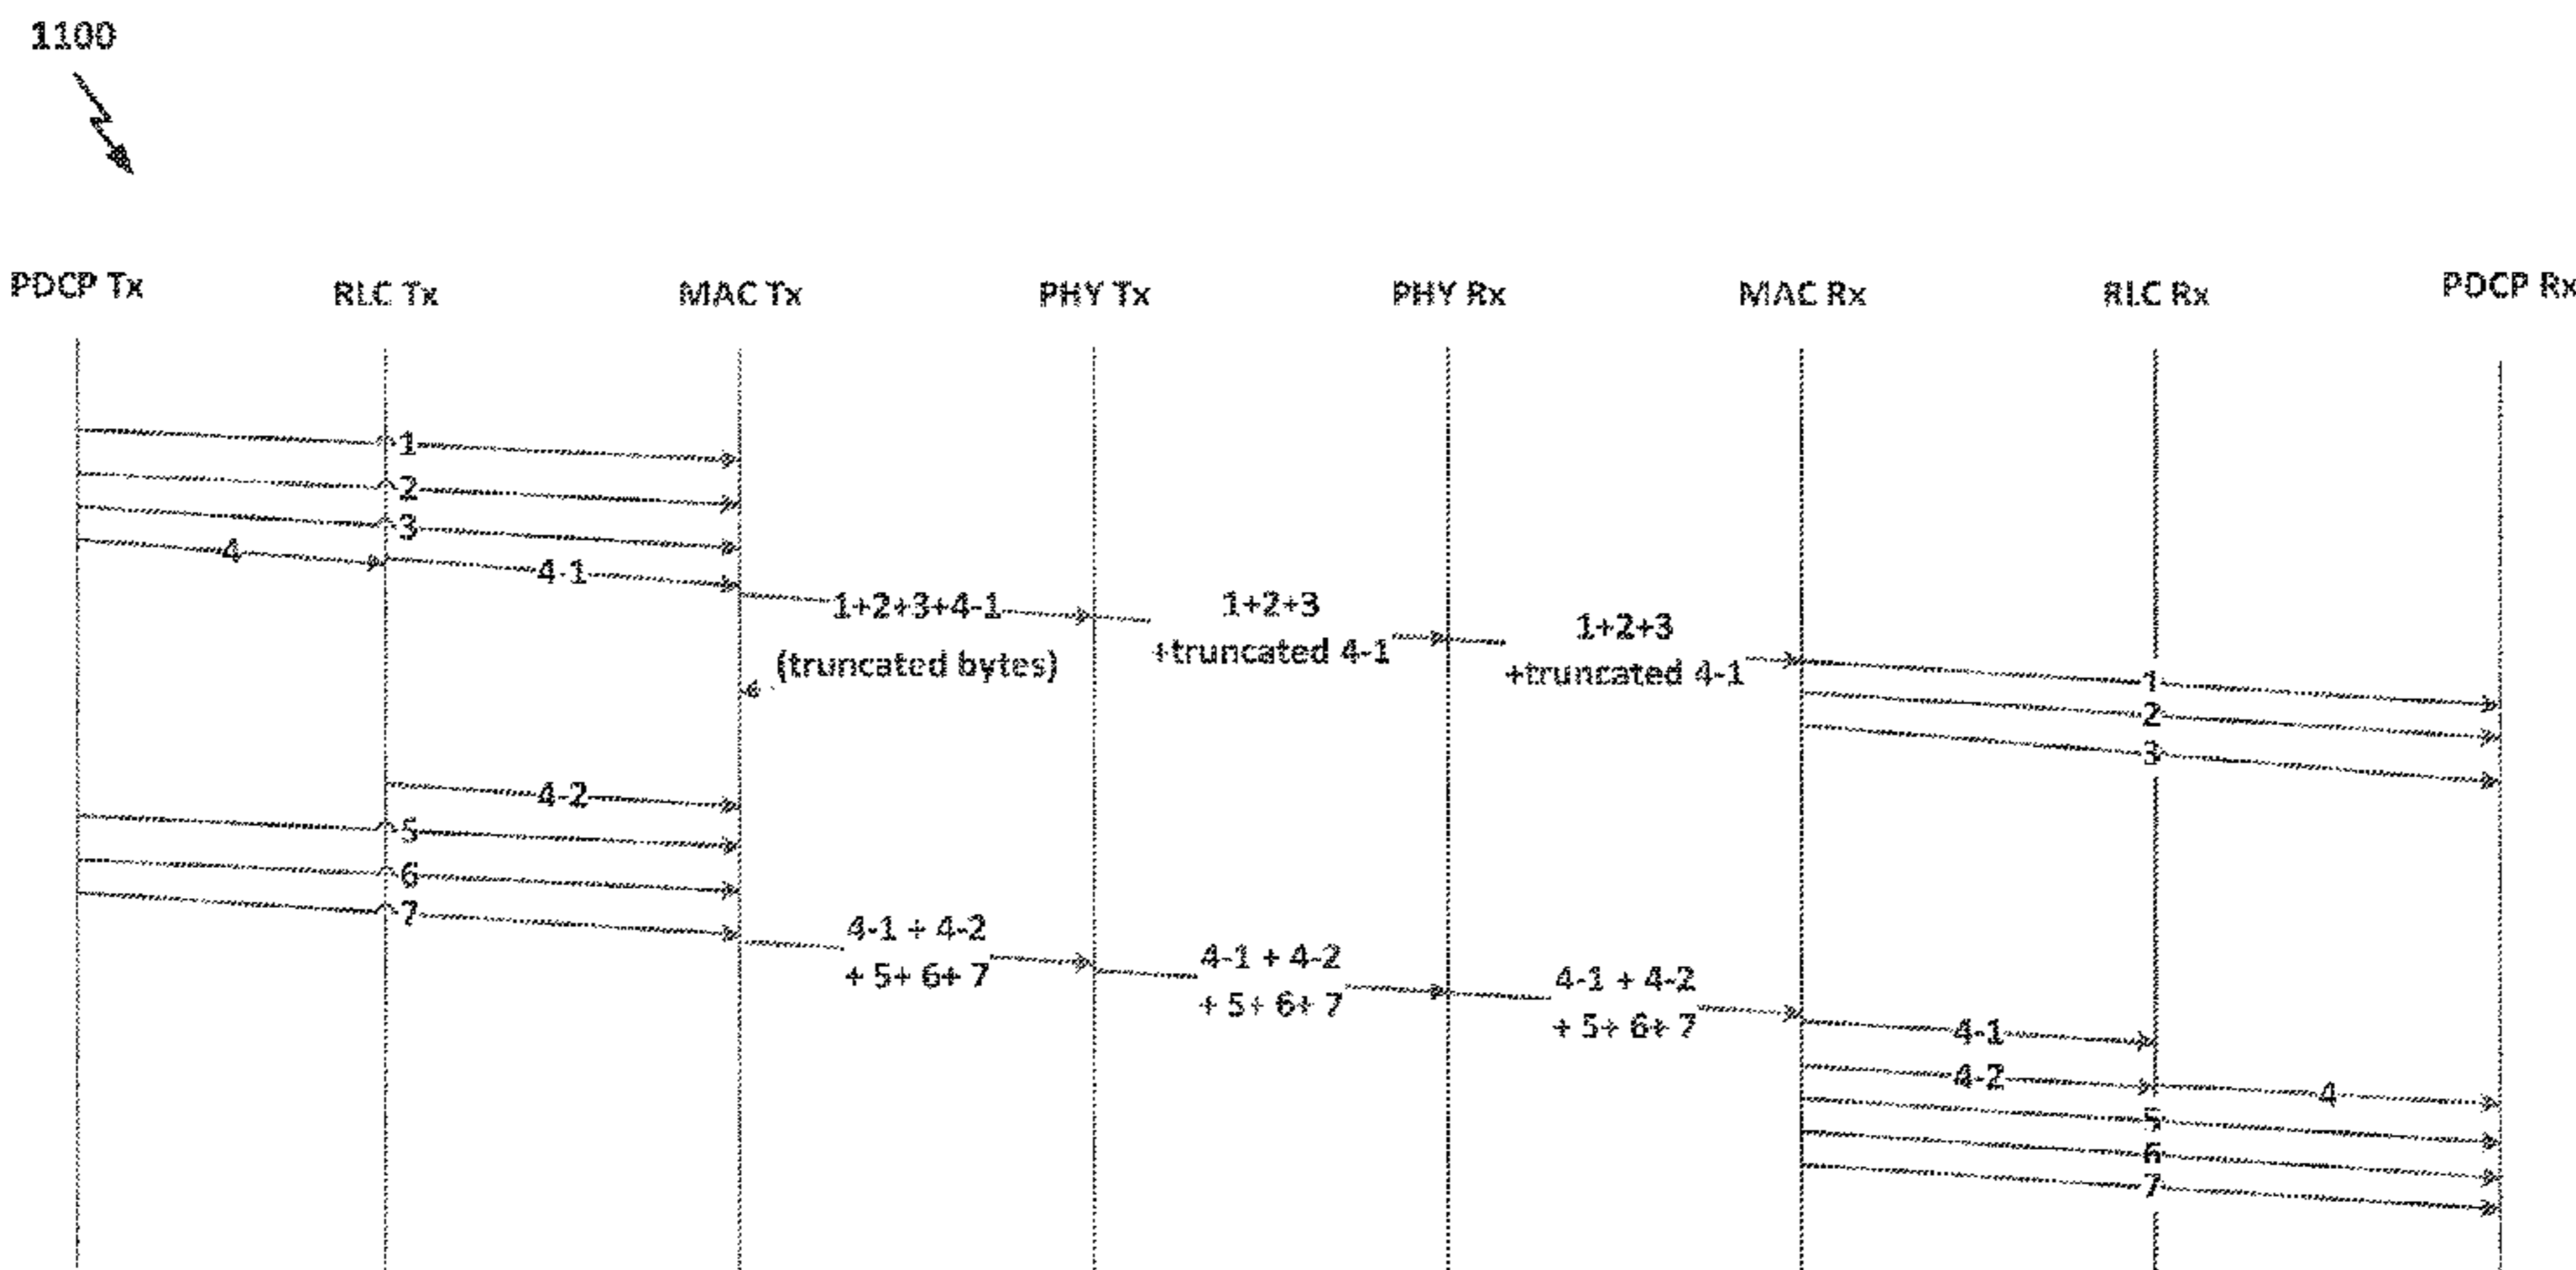 1100
PDCP Tx
RLC Tx
MAC Tx
PHY Tx
PHY Rx
MAC Rx
RLC Rx
PDCP Rx
1
2
3
4
4-1
1+2+3+4-1
(truncated bytes)
1+2+3
+truncated 4-1
1+2+3
+truncated 4-1
1
2
3
4-2
5
6
7
4-1 + 4-2
+ 5+ 6+ 7
4-1 + 4-2
+ 5+ 6+ 7
4-1 + 4-2
+ 5+ 6+ 7
4-1
4-2
4
5
6
7